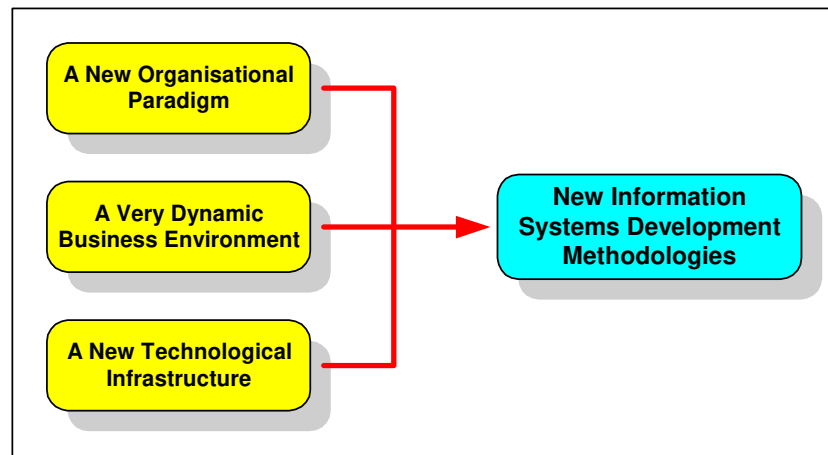 A New Organisational
Paradigm
A Very Dynamic
Business Environment
A New Technological
Infrastructure
New Information
Systems Development
Methodologies